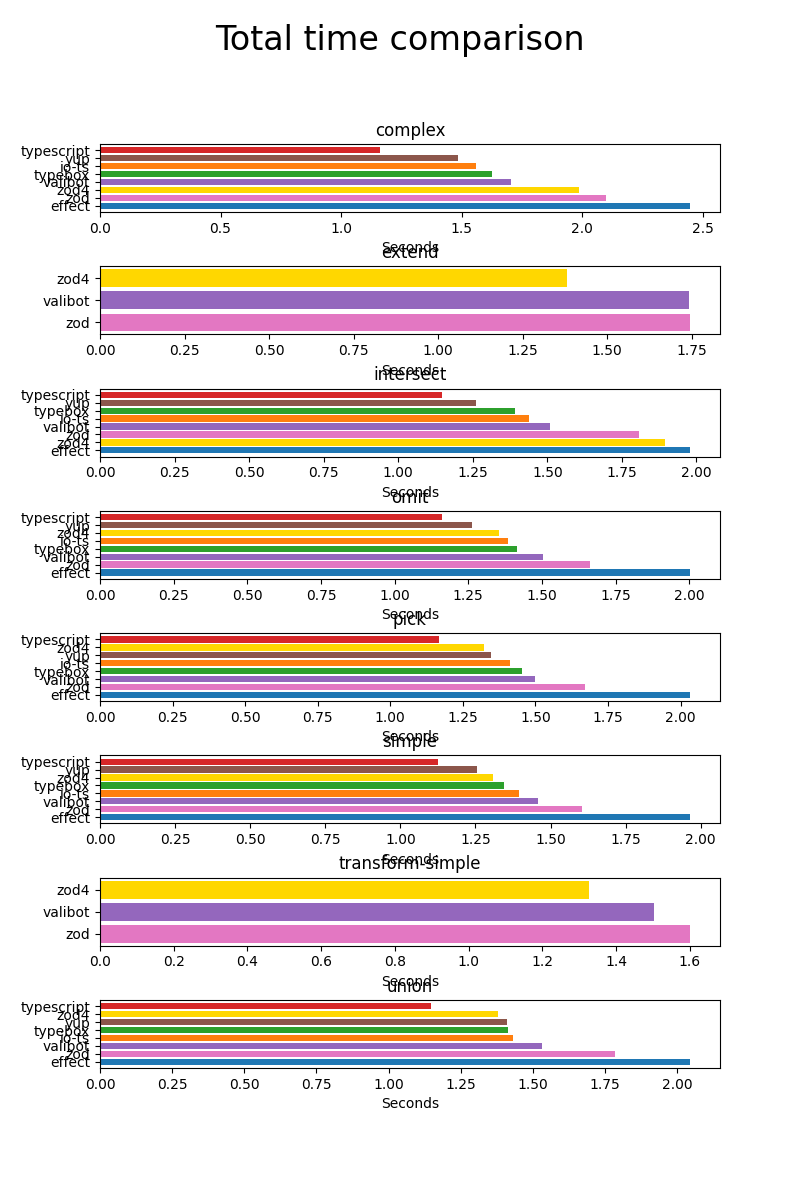 Total time comparison
complex
typescript
yup
io-ts
typebox
valibot
zod4
zod
effect
0.0 0.5 1.0 1.5 2.0 2.5
Seconds
extend
zod4
valibot
zod
0.00 0.25 0.50 0.75 1.00 1.25 1.50 1.75
Seconds
intersect
typescript
yup
typebox
io-ts
valibot
zod
zod4
effect
0.00 0.25 0.50 0.75 1.00 1.25 1.50 1.75 2.00
Seconds
omit
typescript
yup
zod4
io-ts
typebox
valibot
zod
effect
0.00 0.25 0.50 0.75 1.00 1.25 1.50 1.75 2.00
Seconds
pick
typescript
zod4
yup
io-ts
typebox
valibot
zod
effect
0.00 0.25 0.50 0.75 1.00 1.25 1.50 1.75 2.00
Seconds
simple
typescript
yup
zod4
typebox
io-ts
valibot
zod
effect
0.00 0.25 0.50 0.75 1.00 1.25 1.50 1.75 2.00
Seconds
transform-simple
zod4
valibot
zod
0.0 0.2 0.4 0.6 0.8 1.0 1.2 1.4 1.6
Seconds
union
typescript
zod4
yup
typebox
io-ts
valibot
zod
effect
0.00 0.25 0.50 0.75 1.00 1.25 1.50 1.75 2.00
Seconds